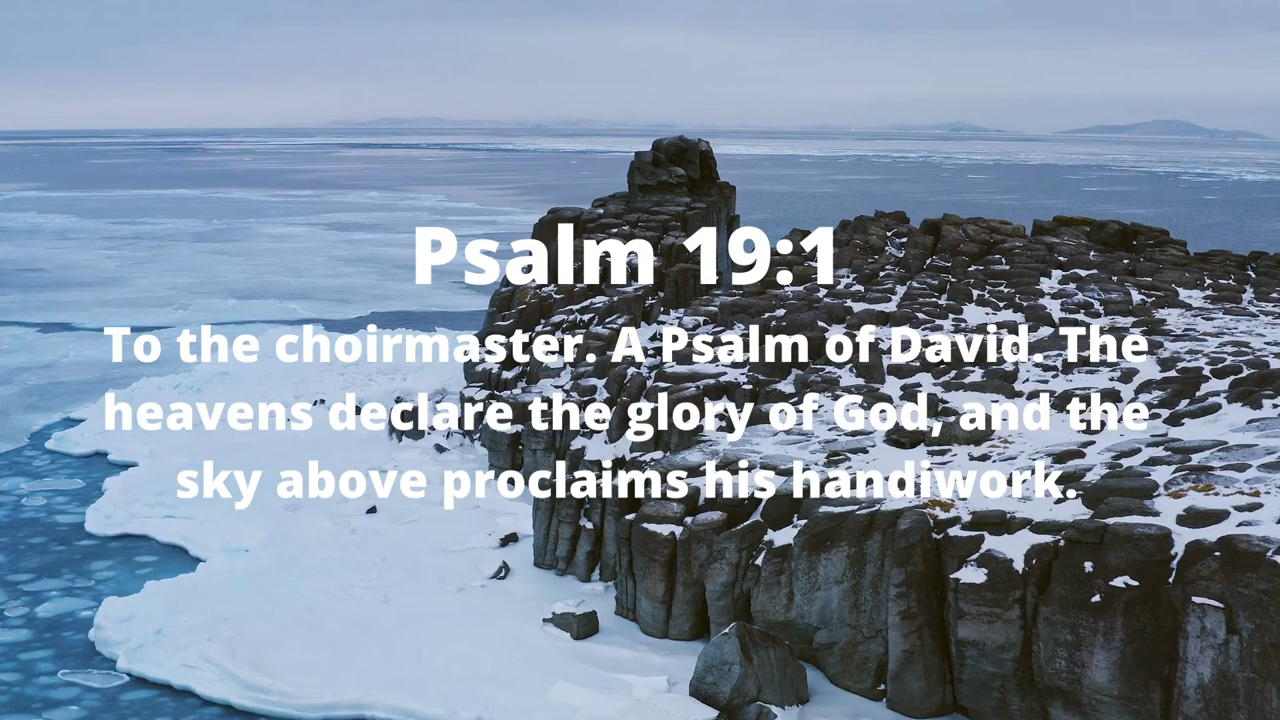 Psalm 19:1
To the choirmaster. A Psalm of David. The
heavens declare the glory of God, and the
sky above proclaims his handiwork.